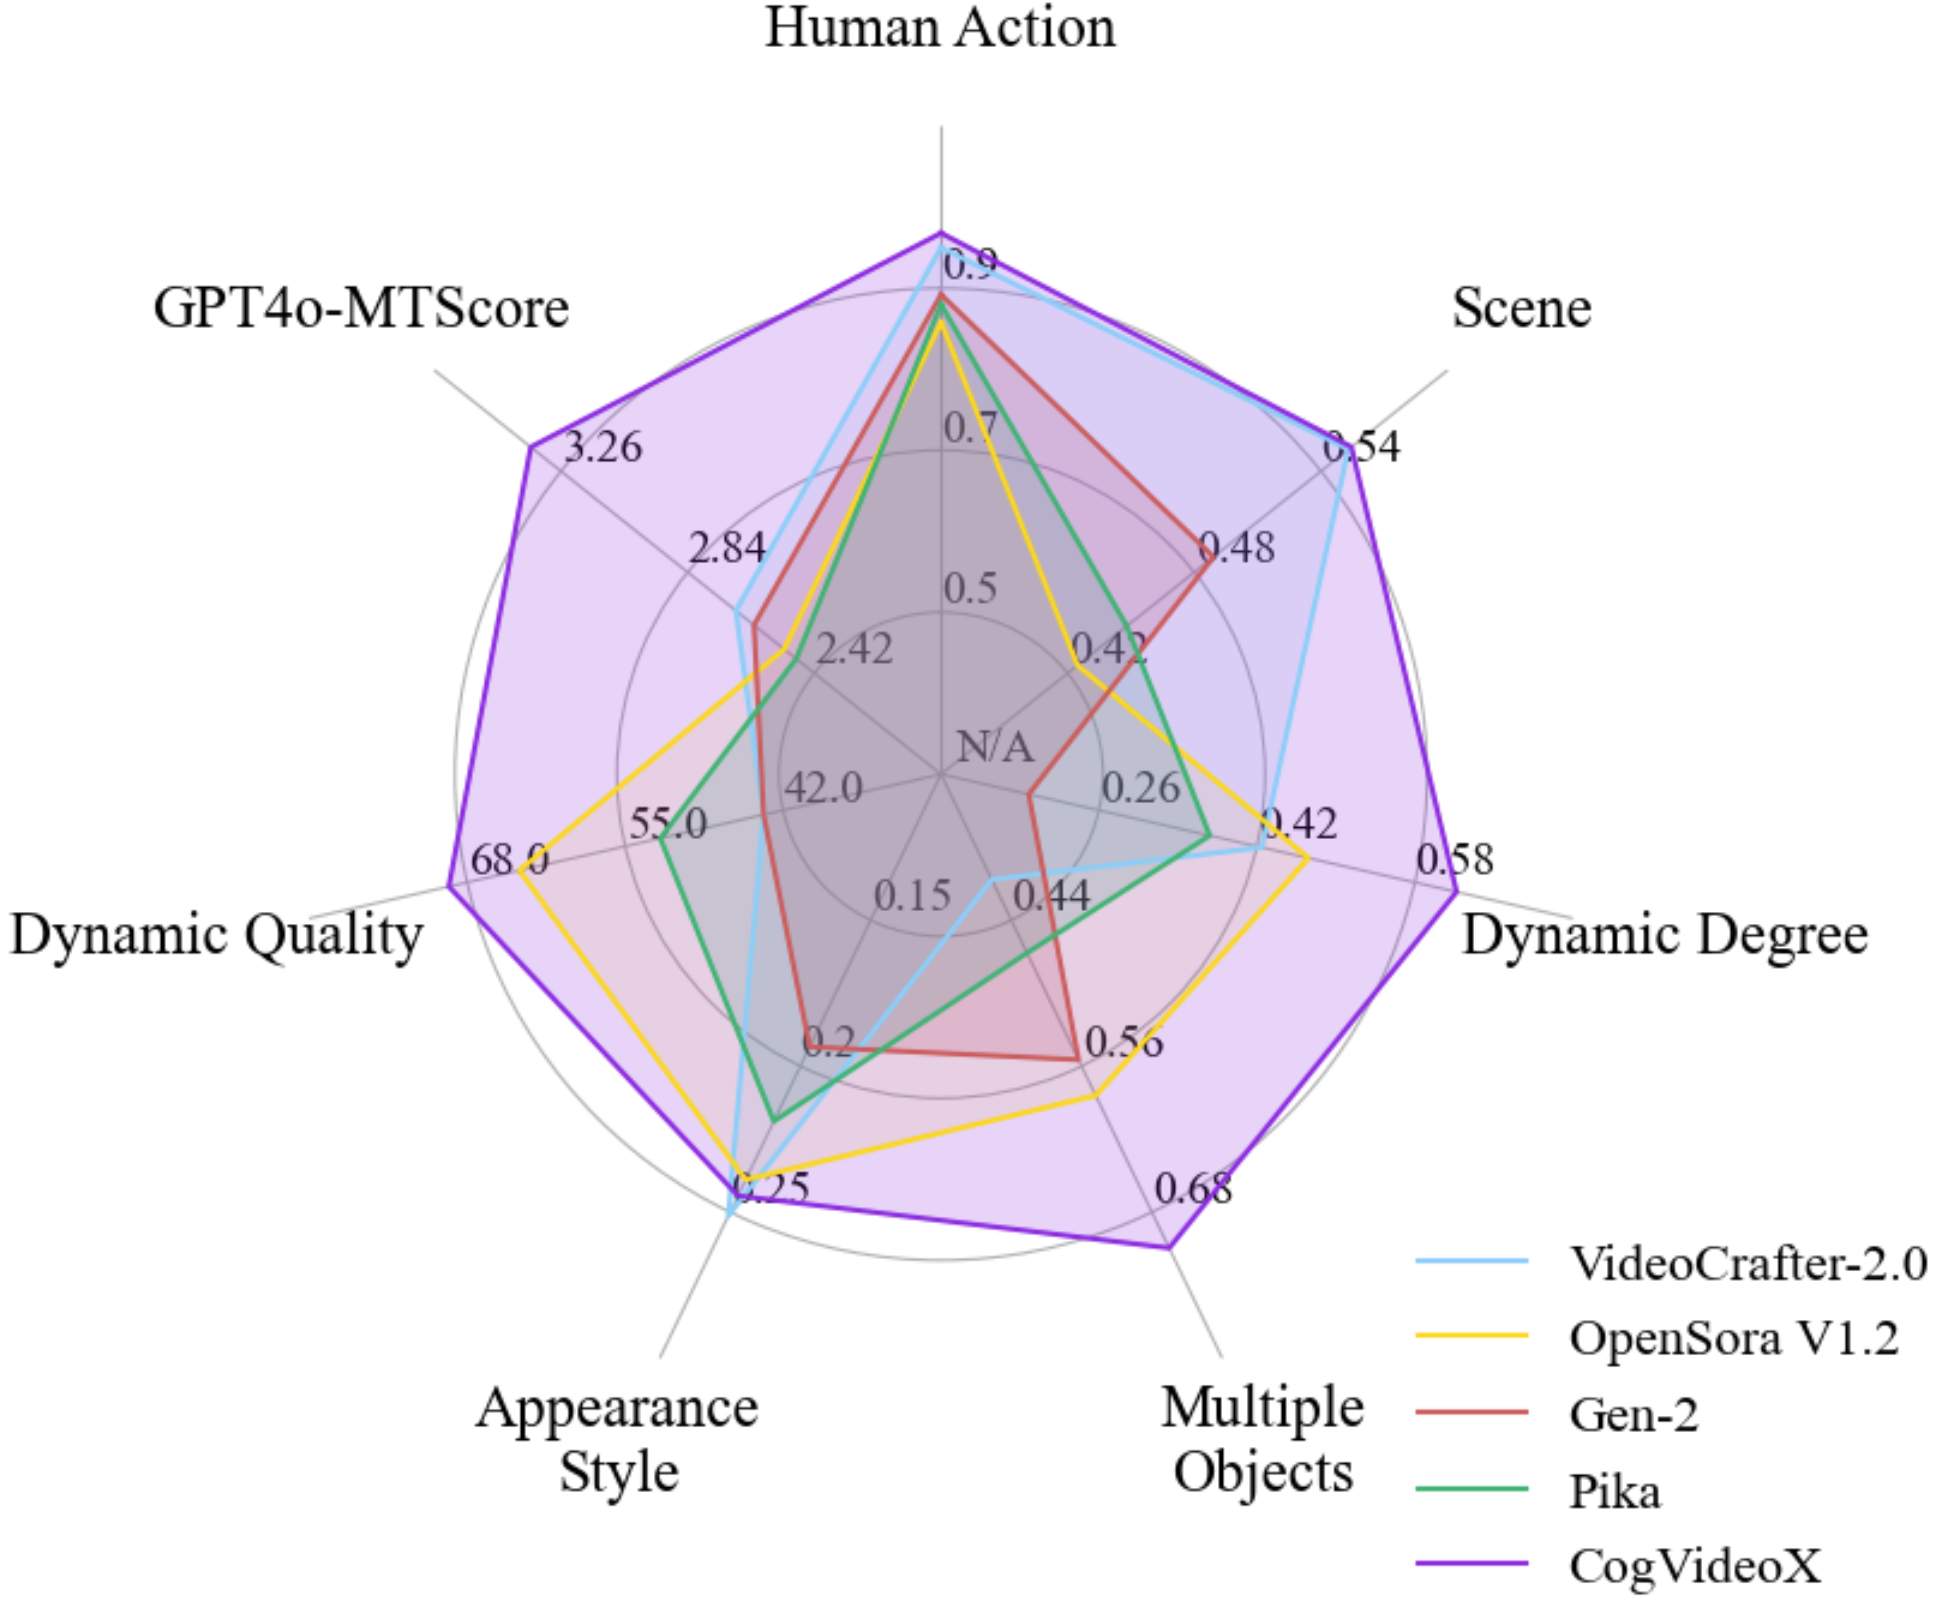 Human Action
GPT4o-MTScore
Scene
0.9
0.7
0.5
3.26
2.84
2.42
0.54
0.48
0.42
N/A
42.0
55.0
68.0
0.26
0.42
0.58
Dynamic Quality
Dynamic Degree
0.15
0.2
0.25
0.44
0.56
0.68
Appearance
Style
Multiple
Objects
VideoCrafter-2.0
OpenSora V1.2
Gen-2
Pika
CogVideoX